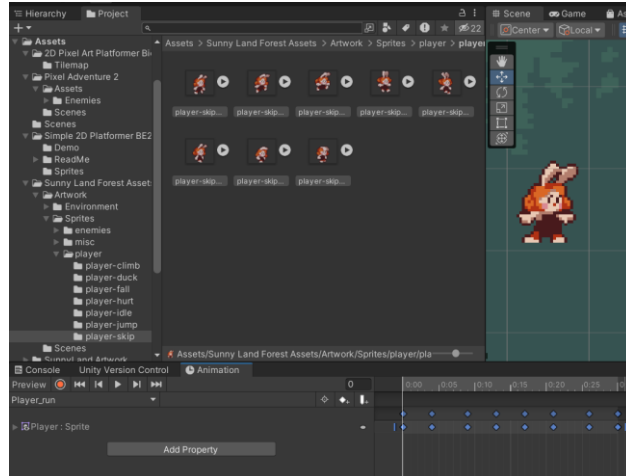 Hierarchy Project
Scene Game As
22
Center Local
Assets
2D Pixel Art Platformer Bi
Tilemap
Pixel Adventure 2
Assets
Enemies
Scenes
Scenes
Simple 2D Platformer BE2
Demo
ReadMe
Sprites
Sunny Land Forest Asset
Artwork
Environment
Sprites
enemies
misc
player
player-climb
player-duck
player-fall
player-hurt
player-idle
player-jump
player-skip
Scenes
SunnyLand Artwork
Assets > Sunny Land Forest Assets > Artwork > Sprites > player > player
player-skip... player-skip... player-skip... player-skip... player-skip...
player-skip... player-skip... player-skip...
Assets/Sunny Land Forest Assets/Artwork/Sprites/player/pla
Console Unity Version Control Animation
Preview 0 0:00 0:05 0:10 0:15 0:20 0:25
Player_run
Player : Sprite
Add Property